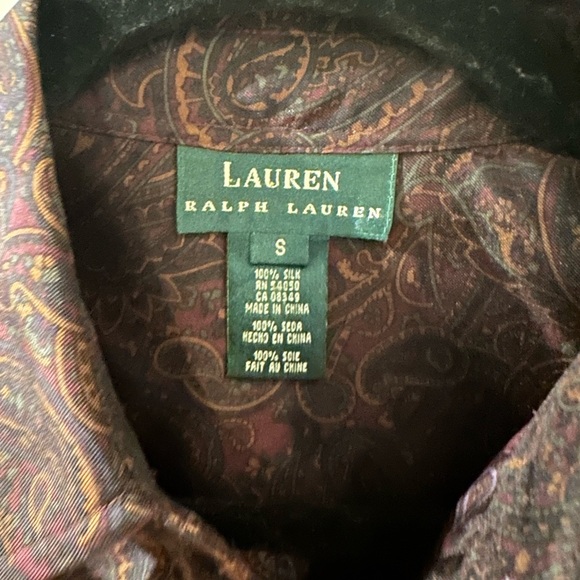 LAUREN
RALPH LAUREN
S
100% SILK
RN 54050
CA 08349
MADE IN CHINA
100% SEDA
HECHO EN CHINA
100% SOIE
FAIT AU CHINE